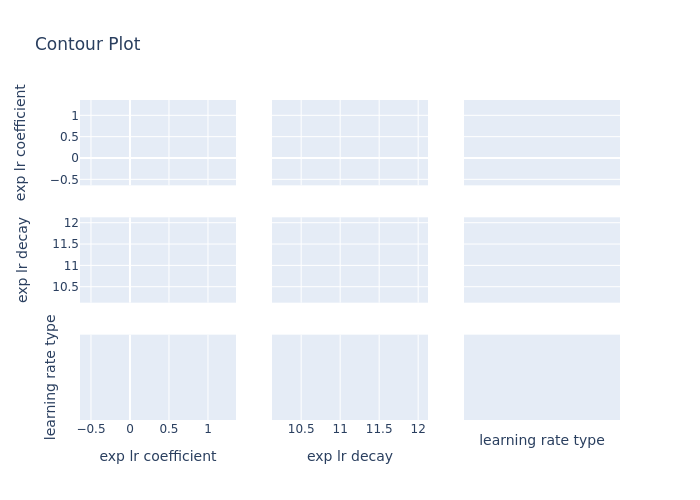 Contour Plot
exp lr coefficient
1
0.5
0
−0.5
exp lr decay
12
11.5
11
10.5
learning rate type
−0.5 0 0.5 1
10.5 11 11.5 12
exp lr coefficient
exp lr decay
learning rate type